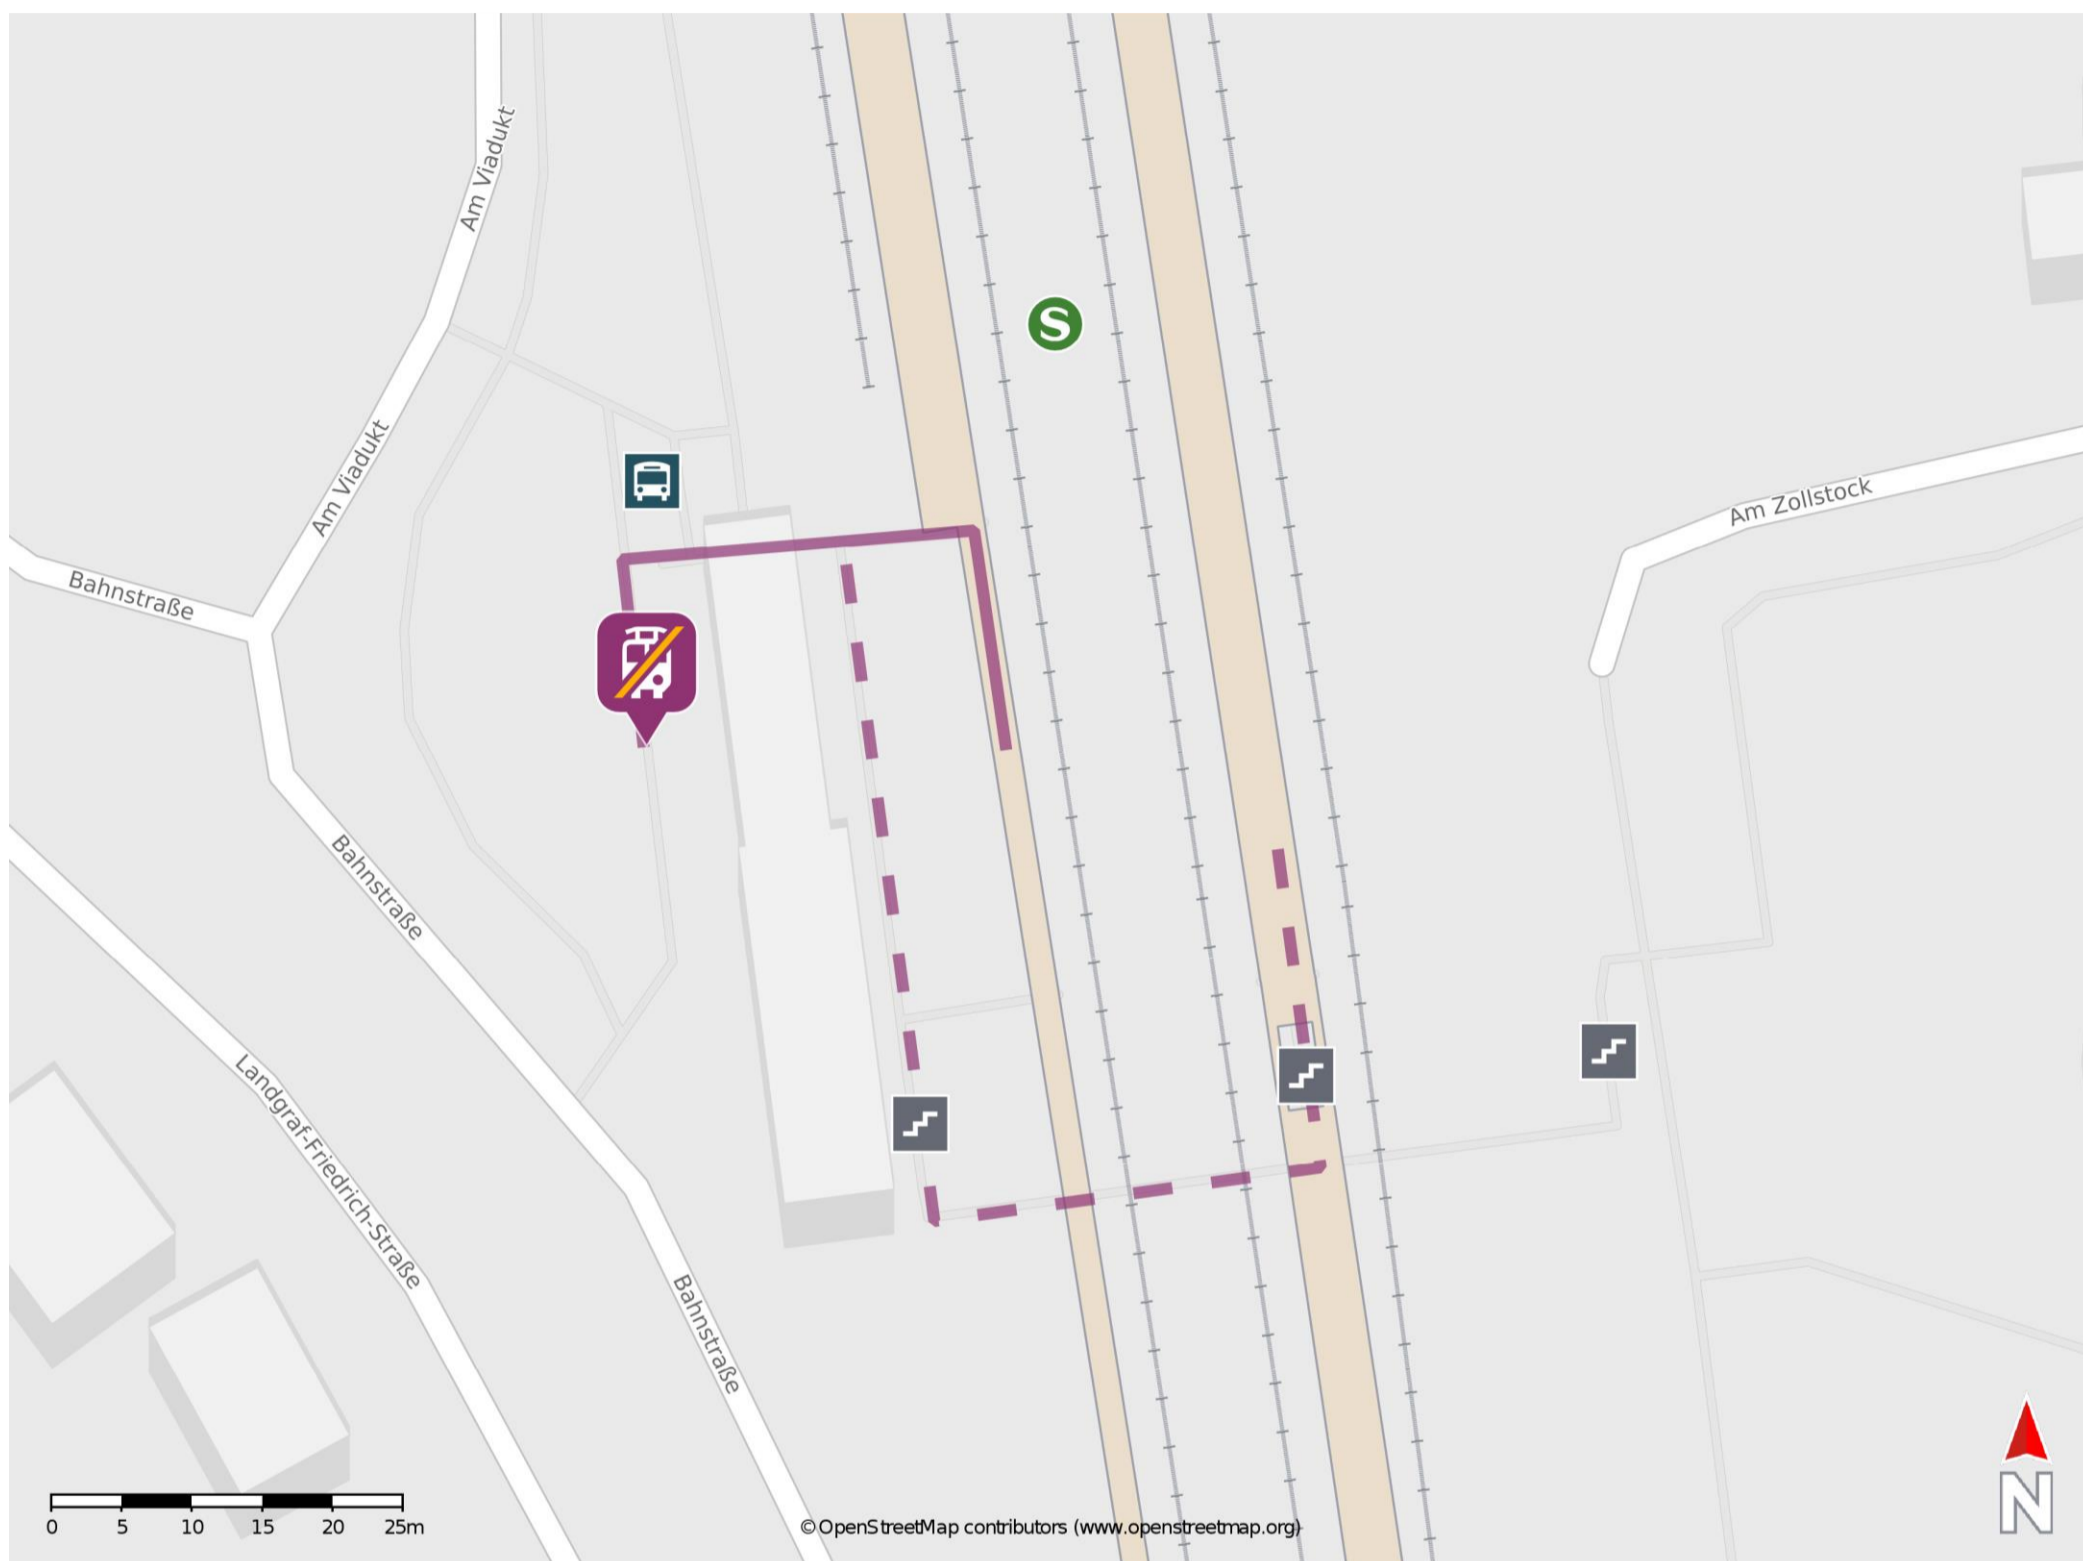 Am Viadukt
S
Am Viadukt
Am Zollstock
Bahnstraße
Bahnstraße
Landgraf-Friedrich-Straße
Bahnstraße
N
0 5 10 15 20 25m
© OpenStreetMap contributors (www.openstreetmap.org)